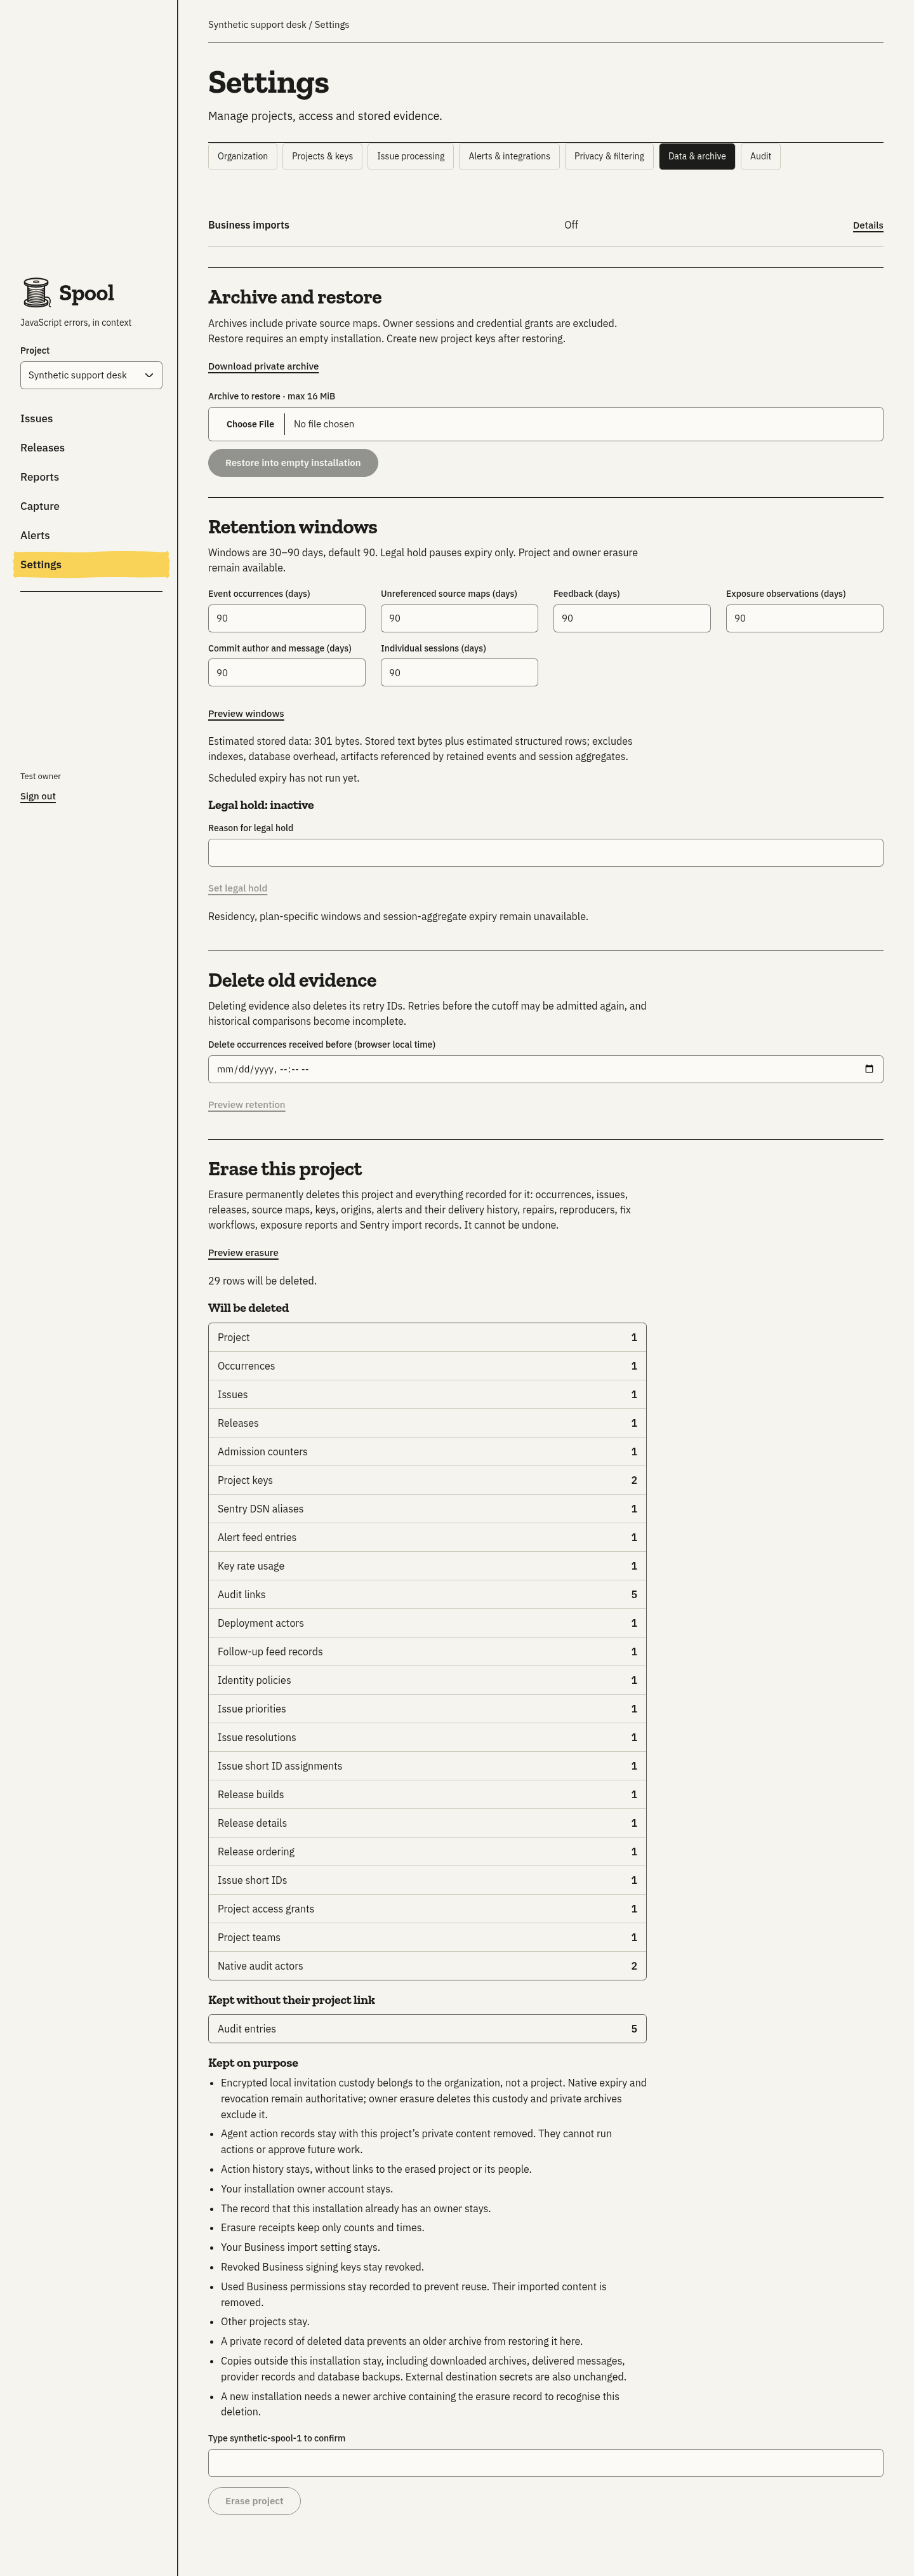 Synthetic support desk / Settings
Settings
Manage projects, access and stored evidence.
Organization
Projects & keys
Issue processing
Alerts & integrations
Privacy & filtering
Data & archive
Audit
Business imports
Off
Details
Spool
JavaScript errors, in context
Project
Synthetic support desk
Issues
Releases
Reports
Capture
Alerts
Settings
Test owner
Sign out
Archive and restore
Archives include private source maps. Owner sessions and credential grants are excluded.
Restore requires an empty installation. Create new project keys after restoring.
Download private archive
Archive to restore · max 16 MiB
Choose File
No file chosen
Restore into empty installation
Retention windows
Windows are 30–90 days, default 90. Legal hold pauses expiry only. Project and owner erasure
remain available.
Event occurrences (days)
Unreferenced source maps (days)
Feedback (days)
Exposure observations (days)
90
90
90
90
Commit author and message (days)
Individual sessions (days)
90
90
Preview windows
Estimated stored data: 301 bytes. Stored text bytes plus estimated structured rows; excludes
indexes, database overhead, artifacts referenced by retained events and session aggregates.
Scheduled expiry has not run yet.
Legal hold: inactive
Reason for legal hold
Set legal hold
Residency, plan-specific windows and session-aggregate expiry remain unavailable.
Delete old evidence
Deleting evidence also deletes its retry IDs. Retries before the cutoff may be admitted again, and
historical comparisons become incomplete.
Delete occurrences received before (browser local time)
mm/dd/yyyy, --:-- --
Preview retention
Erase this project
Erasure permanently deletes this project and everything recorded for it: occurrences, issues,
releases, source maps, keys, origins, alerts and their delivery history, repairs, reproducers, fix
workflows, exposure reports and Sentry import records. It cannot be undone.
Preview erasure
29 rows will be deleted.
Will be deleted
Project 1
Occurrences 1
Issues 1
Releases 1
Admission counters 1
Project keys 2
Sentry DSN aliases 1
Alert feed entries 1
Key rate usage 1
Audit links 5
Deployment actors 1
Follow-up feed records 1
Identity policies 1
Issue priorities 1
Issue resolutions 1
Issue short ID assignments 1
Release builds 1
Release details 1
Release ordering 1
Issue short IDs 1
Project access grants 1
Project teams 1
Native audit actors 2
Kept without their project link
Audit entries 5
Kept on purpose
• Encrypted local invitation custody belongs to the organization, not a project. Native expiry and
revocation remain authoritative; owner erasure deletes this custody and private archives
exclude it.
• Agent action records stay with this project’s private content removed. They cannot run
actions or approve future work.
• Action history stays, without links to the erased project or its people.
• Your installation owner account stays.
• The record that this installation already has an owner stays.
• Erasure receipts keep only counts and times.
• Your Business import setting stays.
• Revoked Business signing keys stay revoked.
• Used Business permissions stay recorded to prevent reuse. Their imported content is
removed.
• Other projects stay.
• A private record of deleted data prevents an older archive from restoring it here.
• Copies outside this installation stay, including downloaded archives, delivered messages,
provider records and database backups. External destination secrets are also unchanged.
• A new installation needs a newer archive containing the erasure record to recognise this
deletion.
Type synthetic-spool-1 to confirm
Erase project